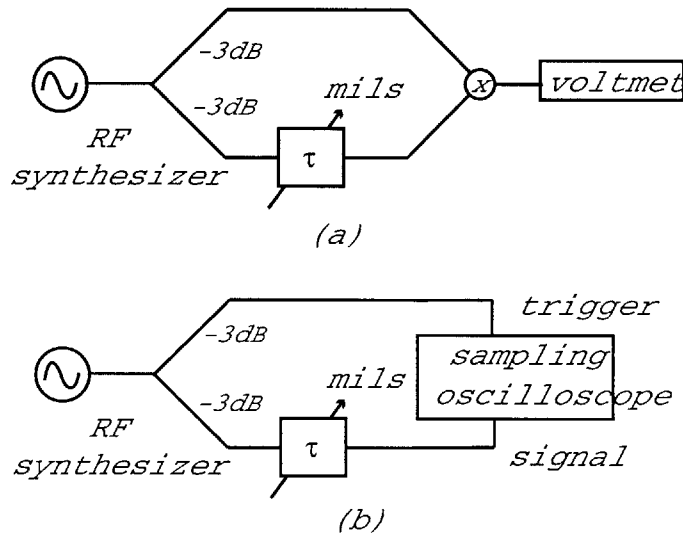 -3dB
-3dB
mils
x
voltmet
RF
synthesizer
τ
(a)
trigger
-3dB
sampling
oscilloscope
mils
-3dB
RF
synthesizer
τ
signal
(b)